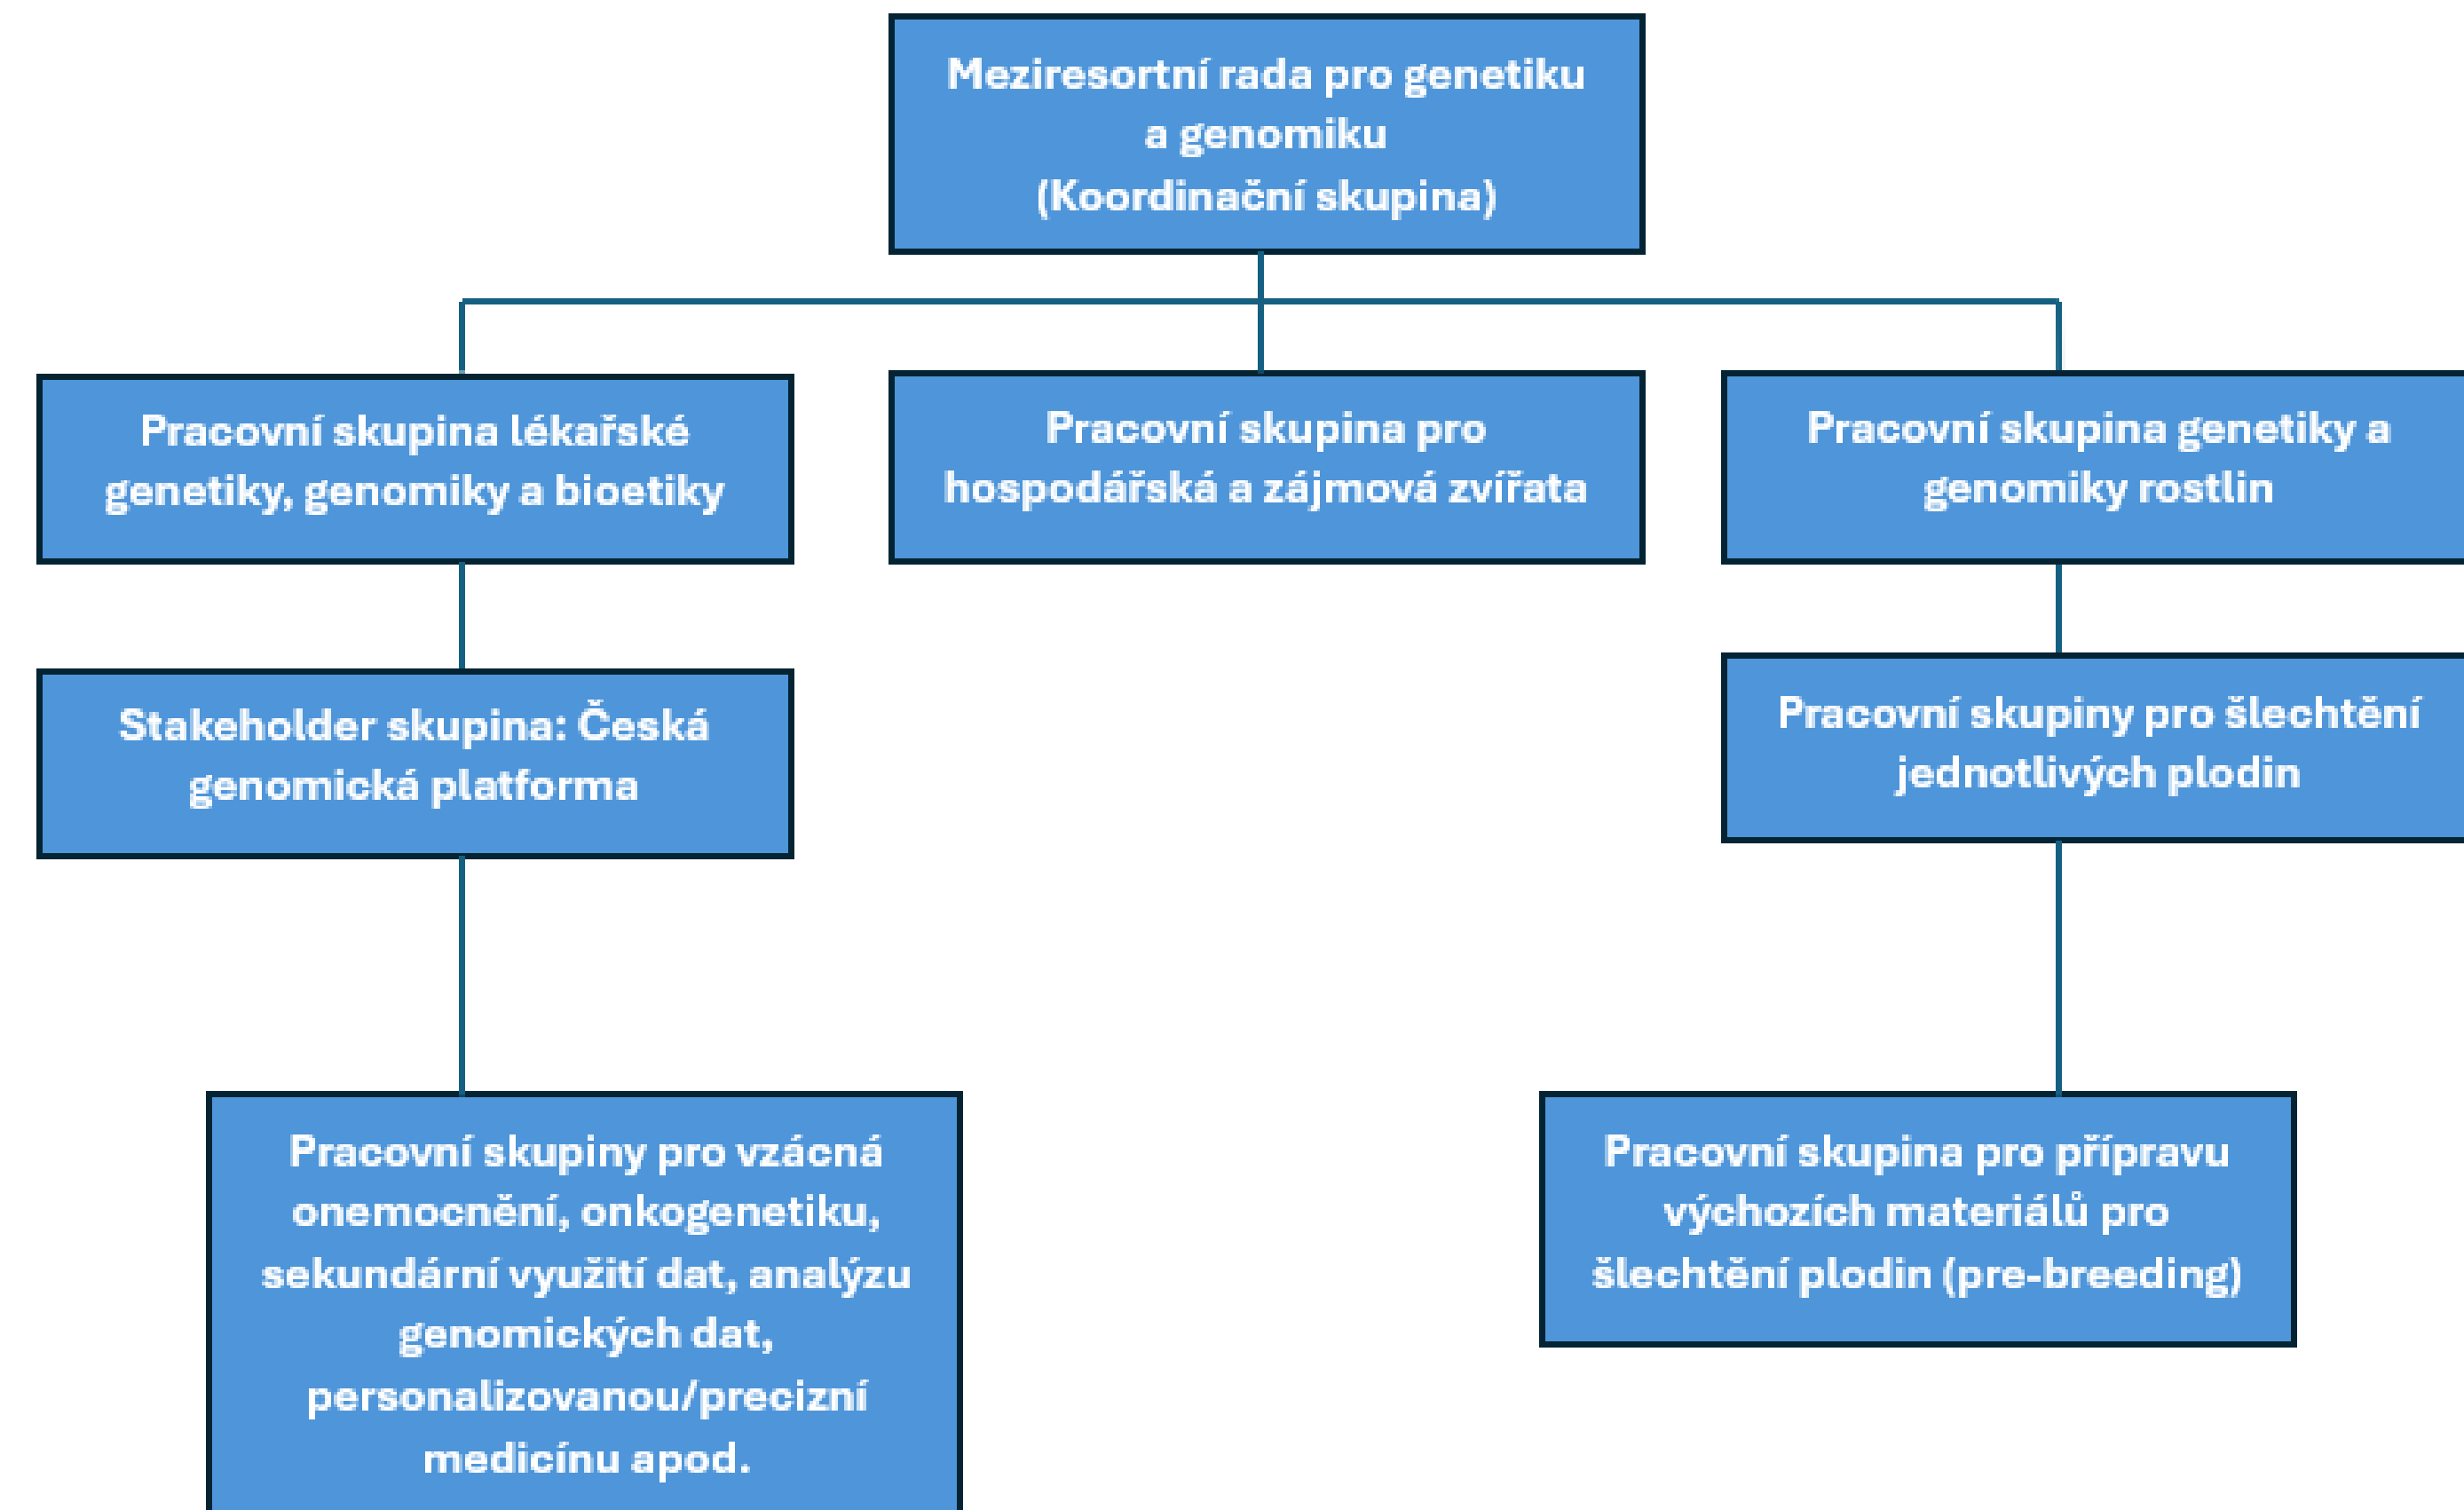 Meziresortní rada pro genetiku
a genomiku
(Koordinační skupina)
Pracovní skupina lékařské
genetiky, genomiky a bioetiky
Pracovní skupina pro
hospodářská a zájmová zvířata
Pracovní skupina genetiky a
genomiky rostlin
Stakeholder skupina: Česká
genomická platforma
Pracovní skupiny pro šlechtění
jednotlivých plodin
Pracovní skupiny pro vzácná
onemocnění, onkogenetiku,
sekundární využití dat, analýzu
genomických dat,
personalizovanou/precizní
medicínu apod.
Pracovní skupina pro přípravu
výchozích materiálů pro
šlechtění plodin (pre-breeding)